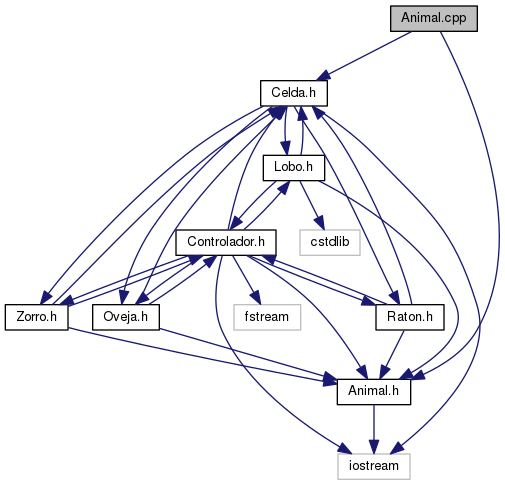 Animal.cpp
Celda.h
Lobo.h
Controlador.h
cstdlib
Zorro.h
Oveja.h
fstream
Raton.h
Animal.h
iostream